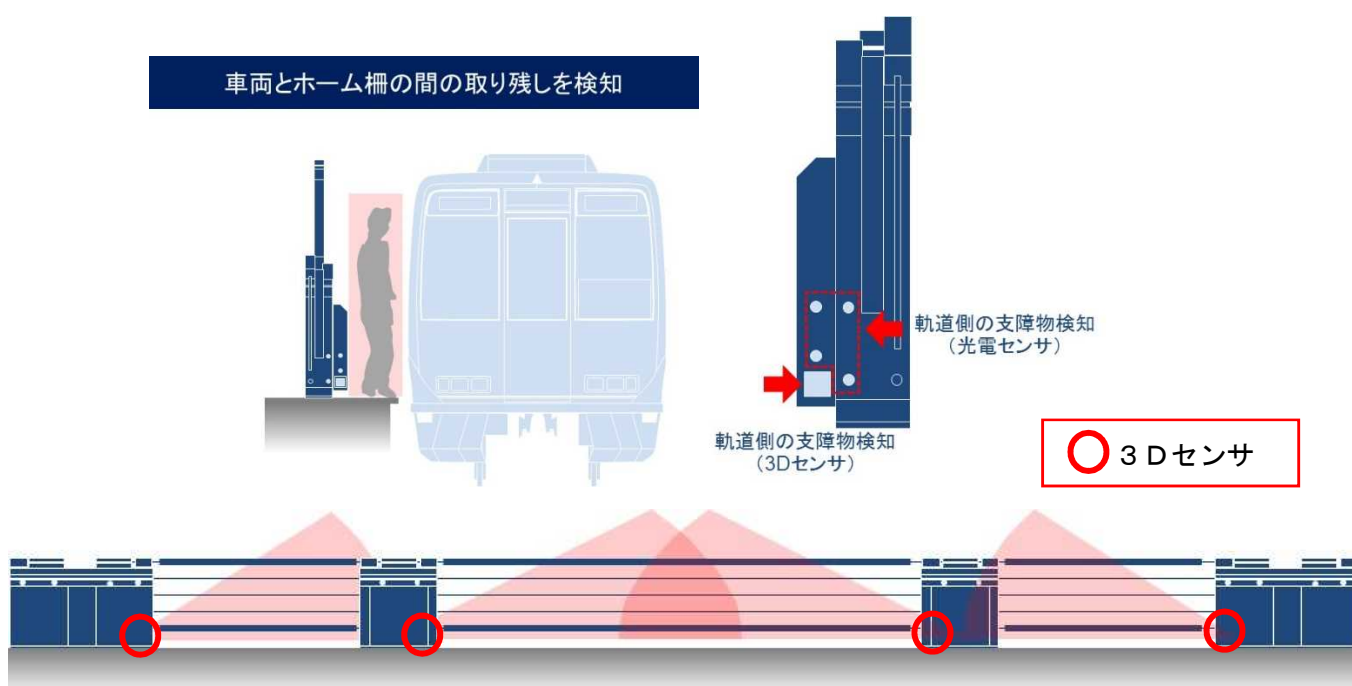 車両とホーム柵の間の取り残しを検知
軌道側の支障物検知
（光電センサ）
軌道側の支障物検知
（3Dセンサ）
３Ｄセンサ